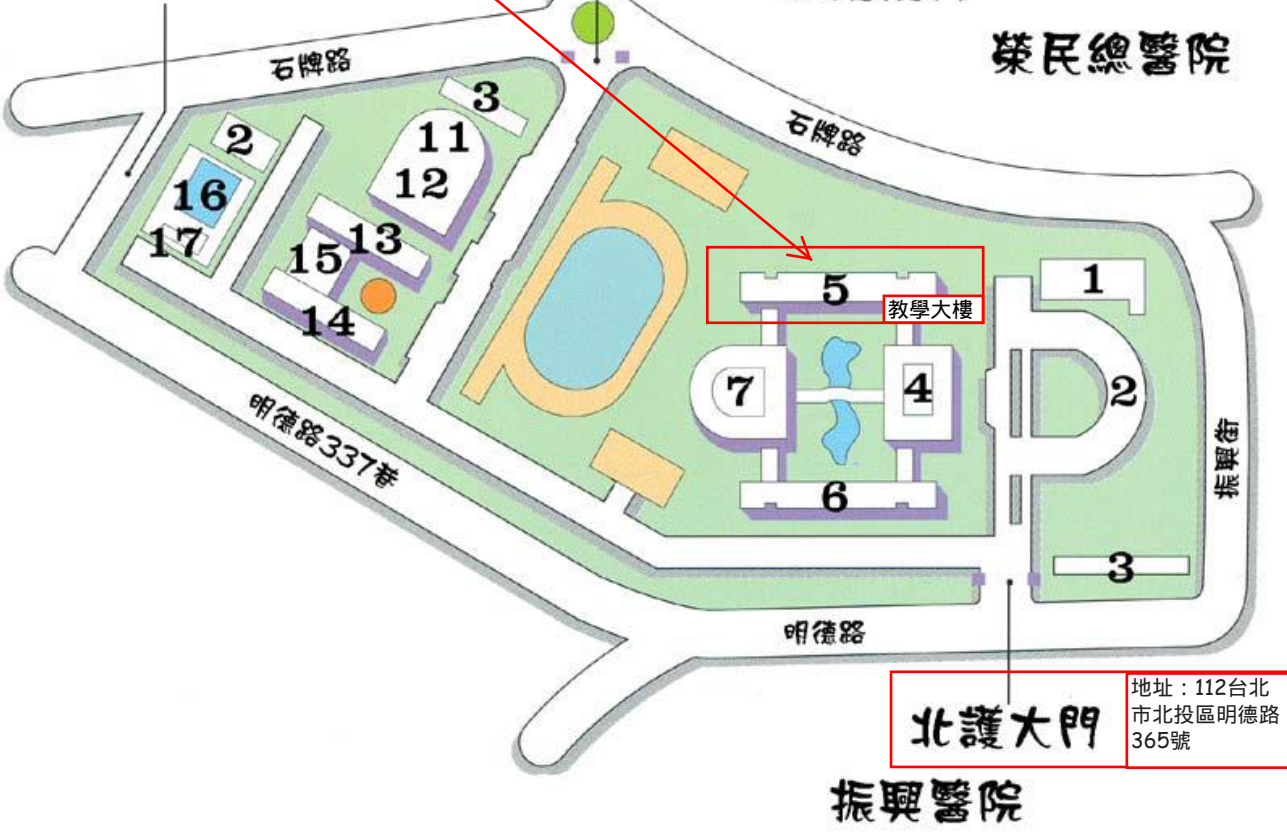 榮民總醫院
石牌路
石牌路
3
11
12
2
16
17
13
15
14
5
教學大樓
1
7
4
2
6
3
明德路337巷
振興街
明德路
北護大門
地址：112台北
市北投區明德路
365號
振興醫院